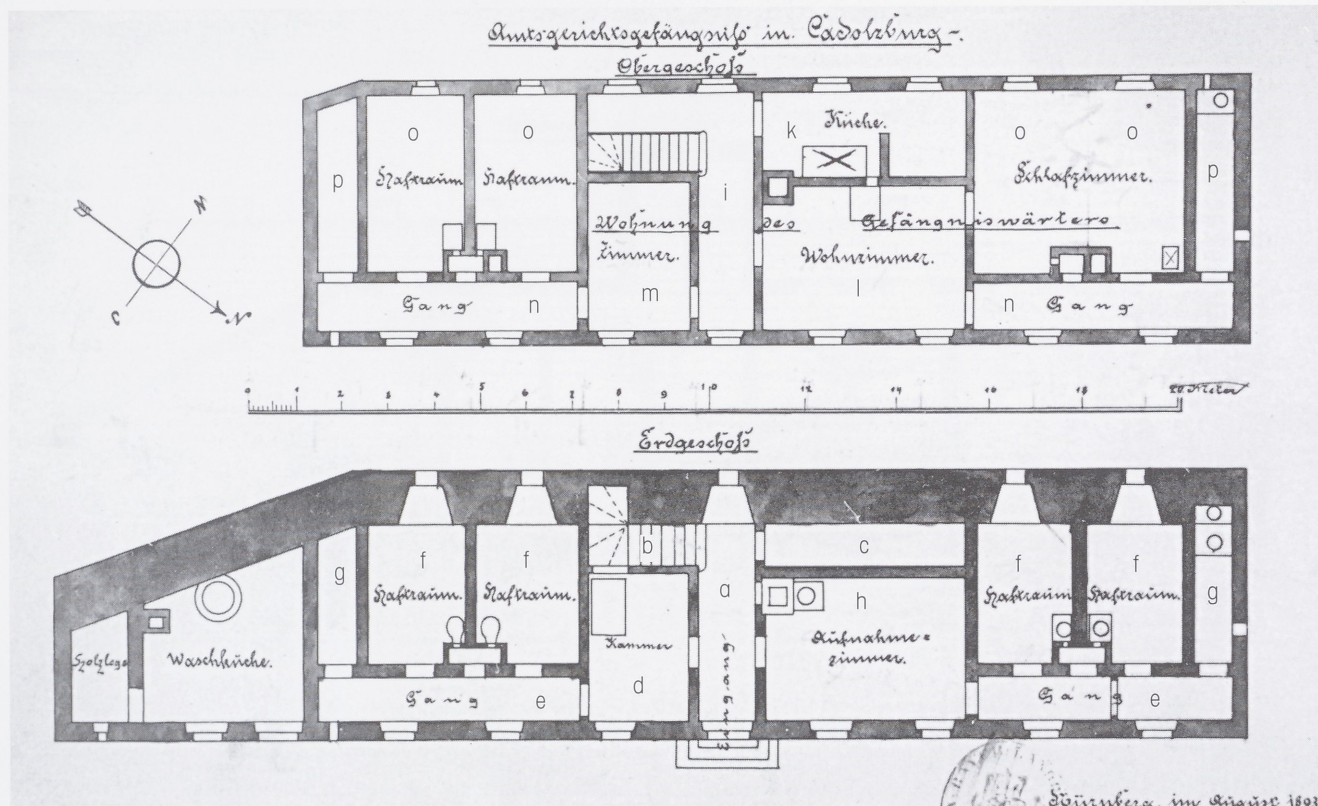 Amtsgerichtsgefängniß in Cadolzburg-.
Obergeschoß
p
o
Haftraum
o
Haftraum.
i
k
Küche.
o
o
Schlafzimmer.
p
Wohnung des Gefängniswärters
Zimmer.
m
Wohnzimmer.
l
Gang
n
n
Gang
N
0 1 2 3 4 5 6 7 8 9 10 12 14 16 18 20 Meter
Erdgeschoß
Holzlege
Waschküche.
g
f
Haftraum.
f
Haftraum.
b
a
Eingang
c
h
Aufnahme=
zimmer.
f
Haftraum
f
Haftraum.
g
Kammer
d
Gang
e
Gang
e
Nürnberg, im August